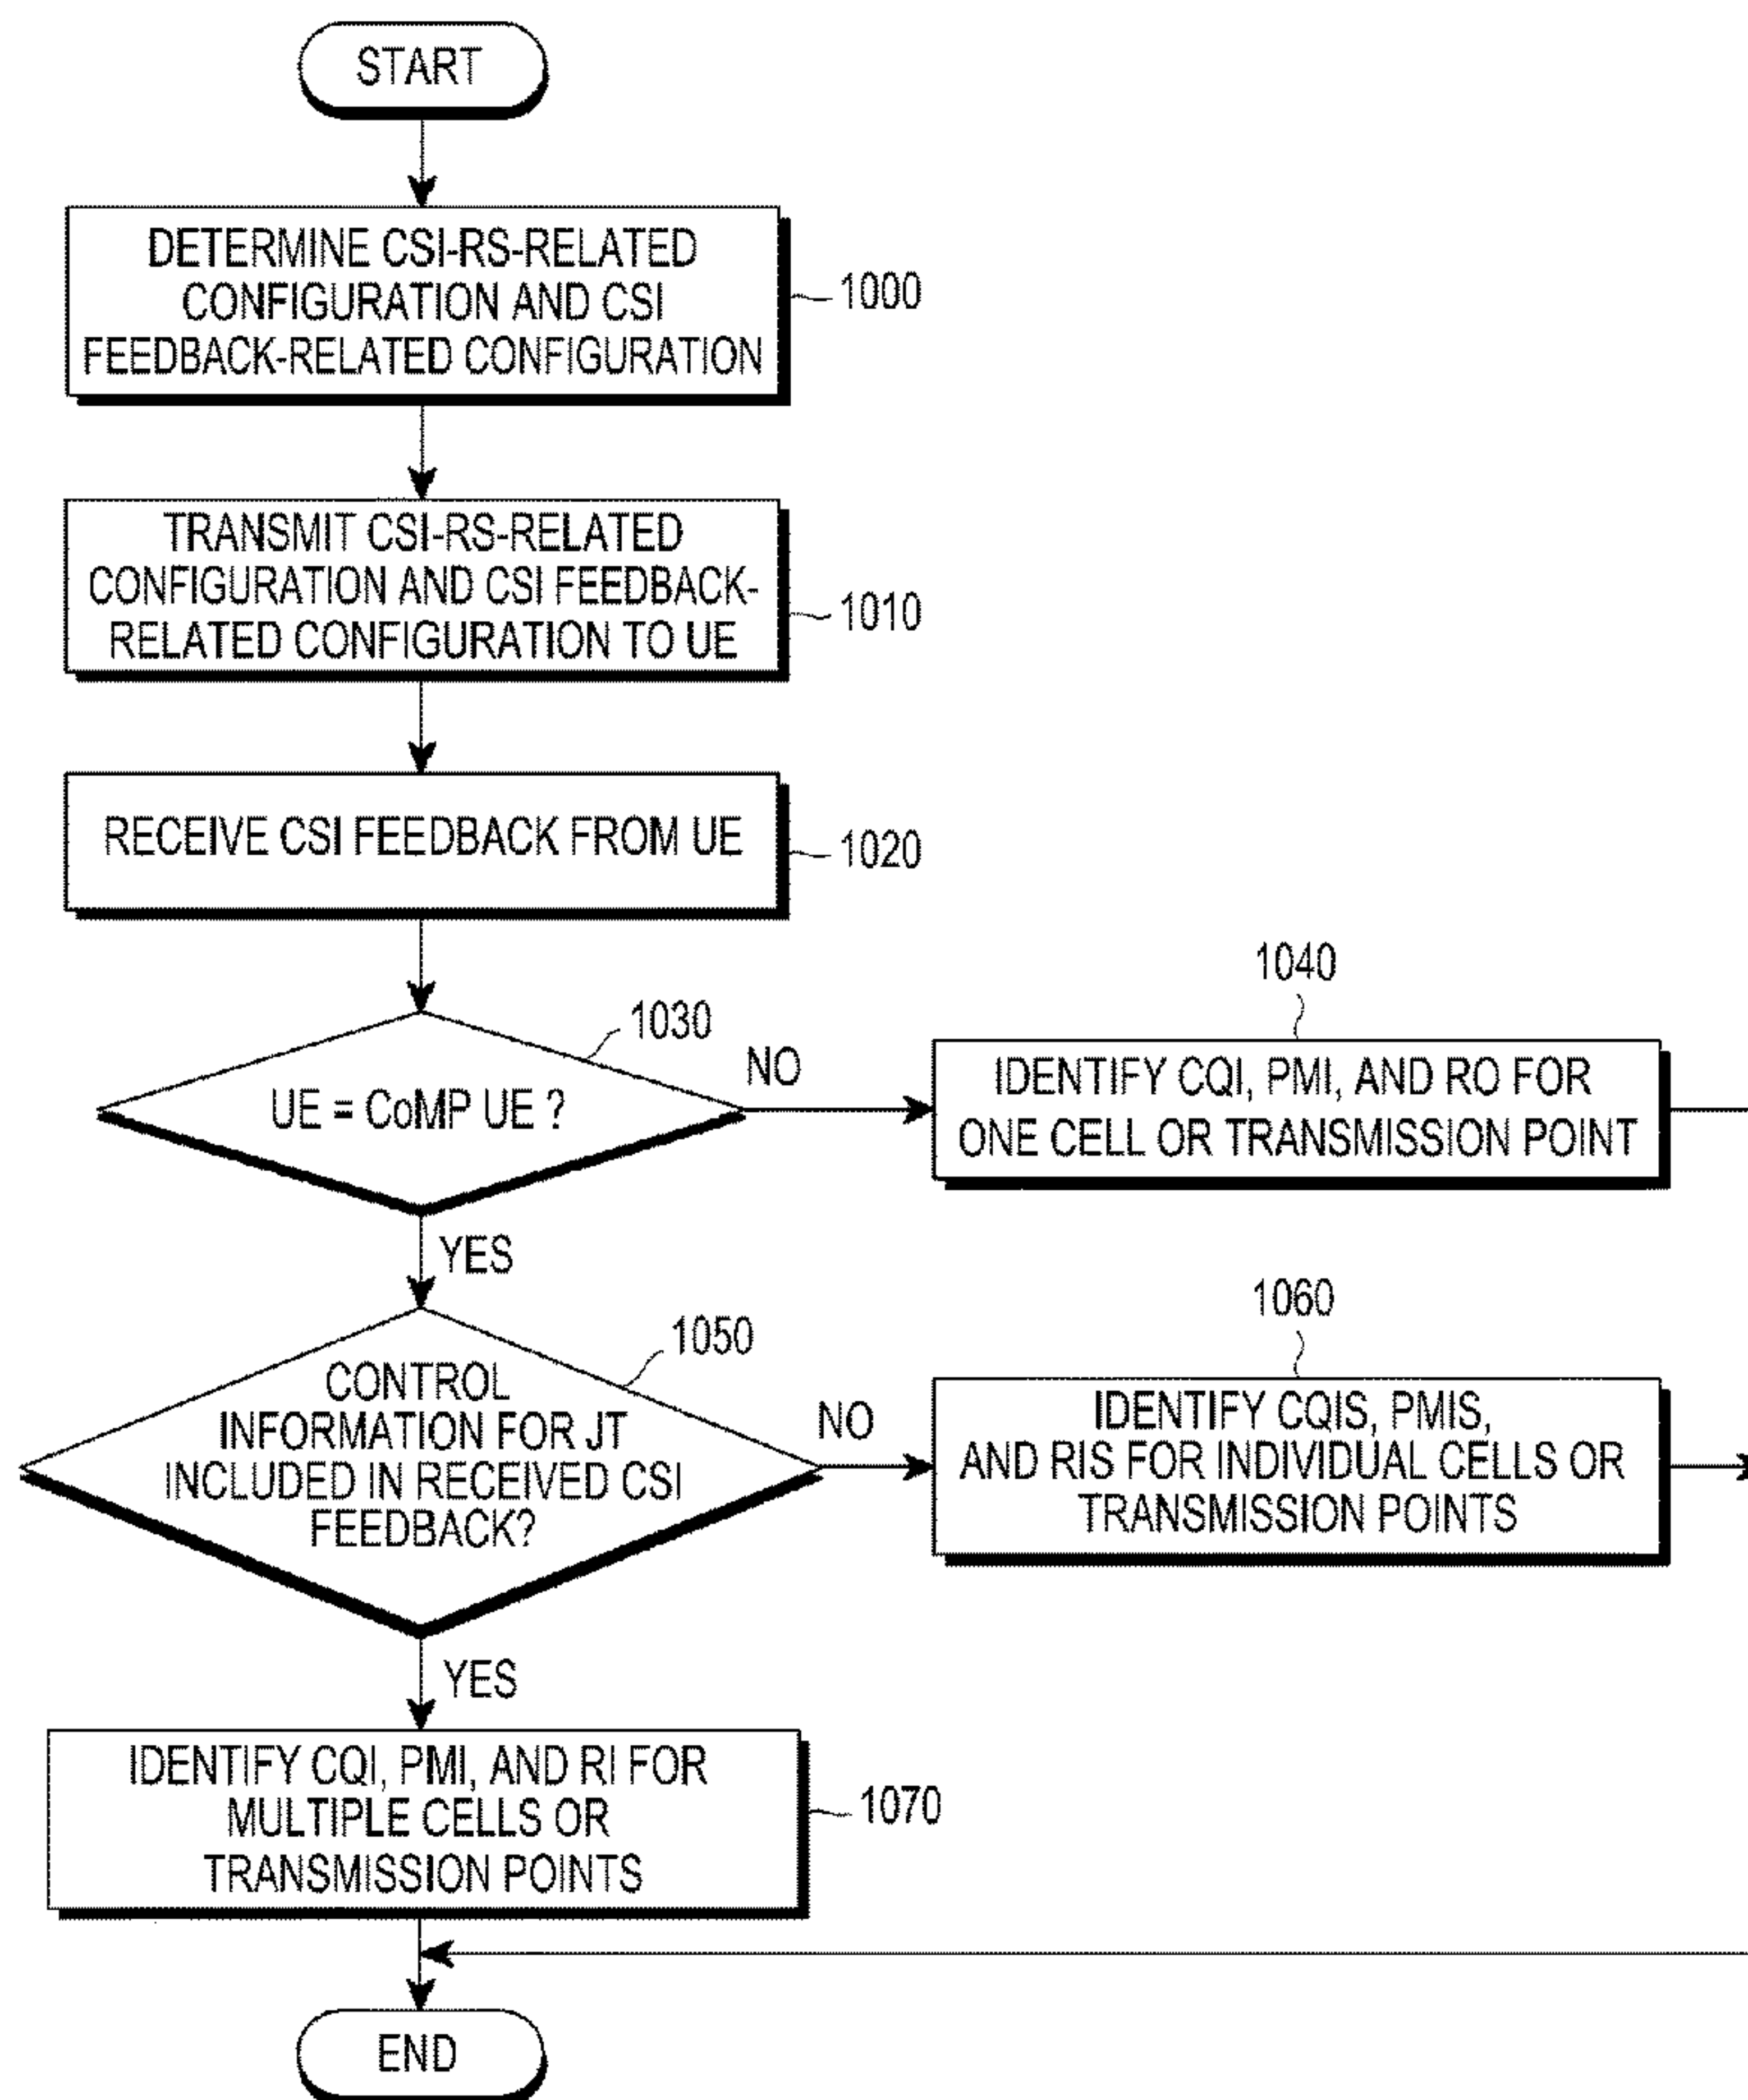 START
DETERMINE CSI-RS-RELATED
CONFIGURATION AND CSI
FEEDBACK-RELATED CONFIGURATION
1000
TRANSMIT CSI-RS-RELATED
CONFIGURATION AND CSI FEEDBACK-
RELATED CONFIGURATION TO UE
1010
RECEIVE CSI FEEDBACK FROM UE
1020
1030
UE = CoMP UE ?
NO
1040
IDENTIFY CQI, PMI, AND RO FOR
ONE CELL OR TRANSMISSION POINT
YES
1050
CONTROL
INFORMATION FOR JT
INCLUDED IN RECEIVED CSI
FEEDBACK?
NO
1060
IDENTIFY CQIS, PMIS,
AND RIS FOR INDIVIDUAL CELLS OR
TRANSMISSION POINTS
YES
IDENTIFY CQI, PMI, AND RI FOR
MULTIPLE CELLS OR
TRANSMISSION POINTS
1070
END